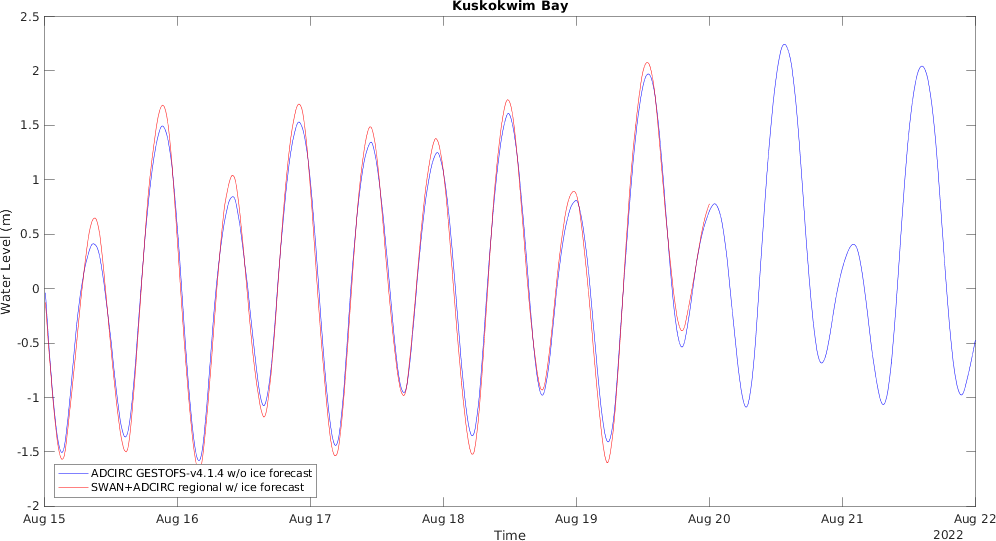 Kuskokwim Bay
2.5
2
1.5
1
0.5
0
-0.5
-1
-1.5
-2
Water Level (m)
ADCIRC GESTOFS-v4.1.4 w/o ice forecast
SWAN+ADCIRC regional w/ ice forecast
Aug 15 Aug 16 Aug 17 Aug 18 Aug 19 Aug 20 Aug 21 Aug 22
Time 2022